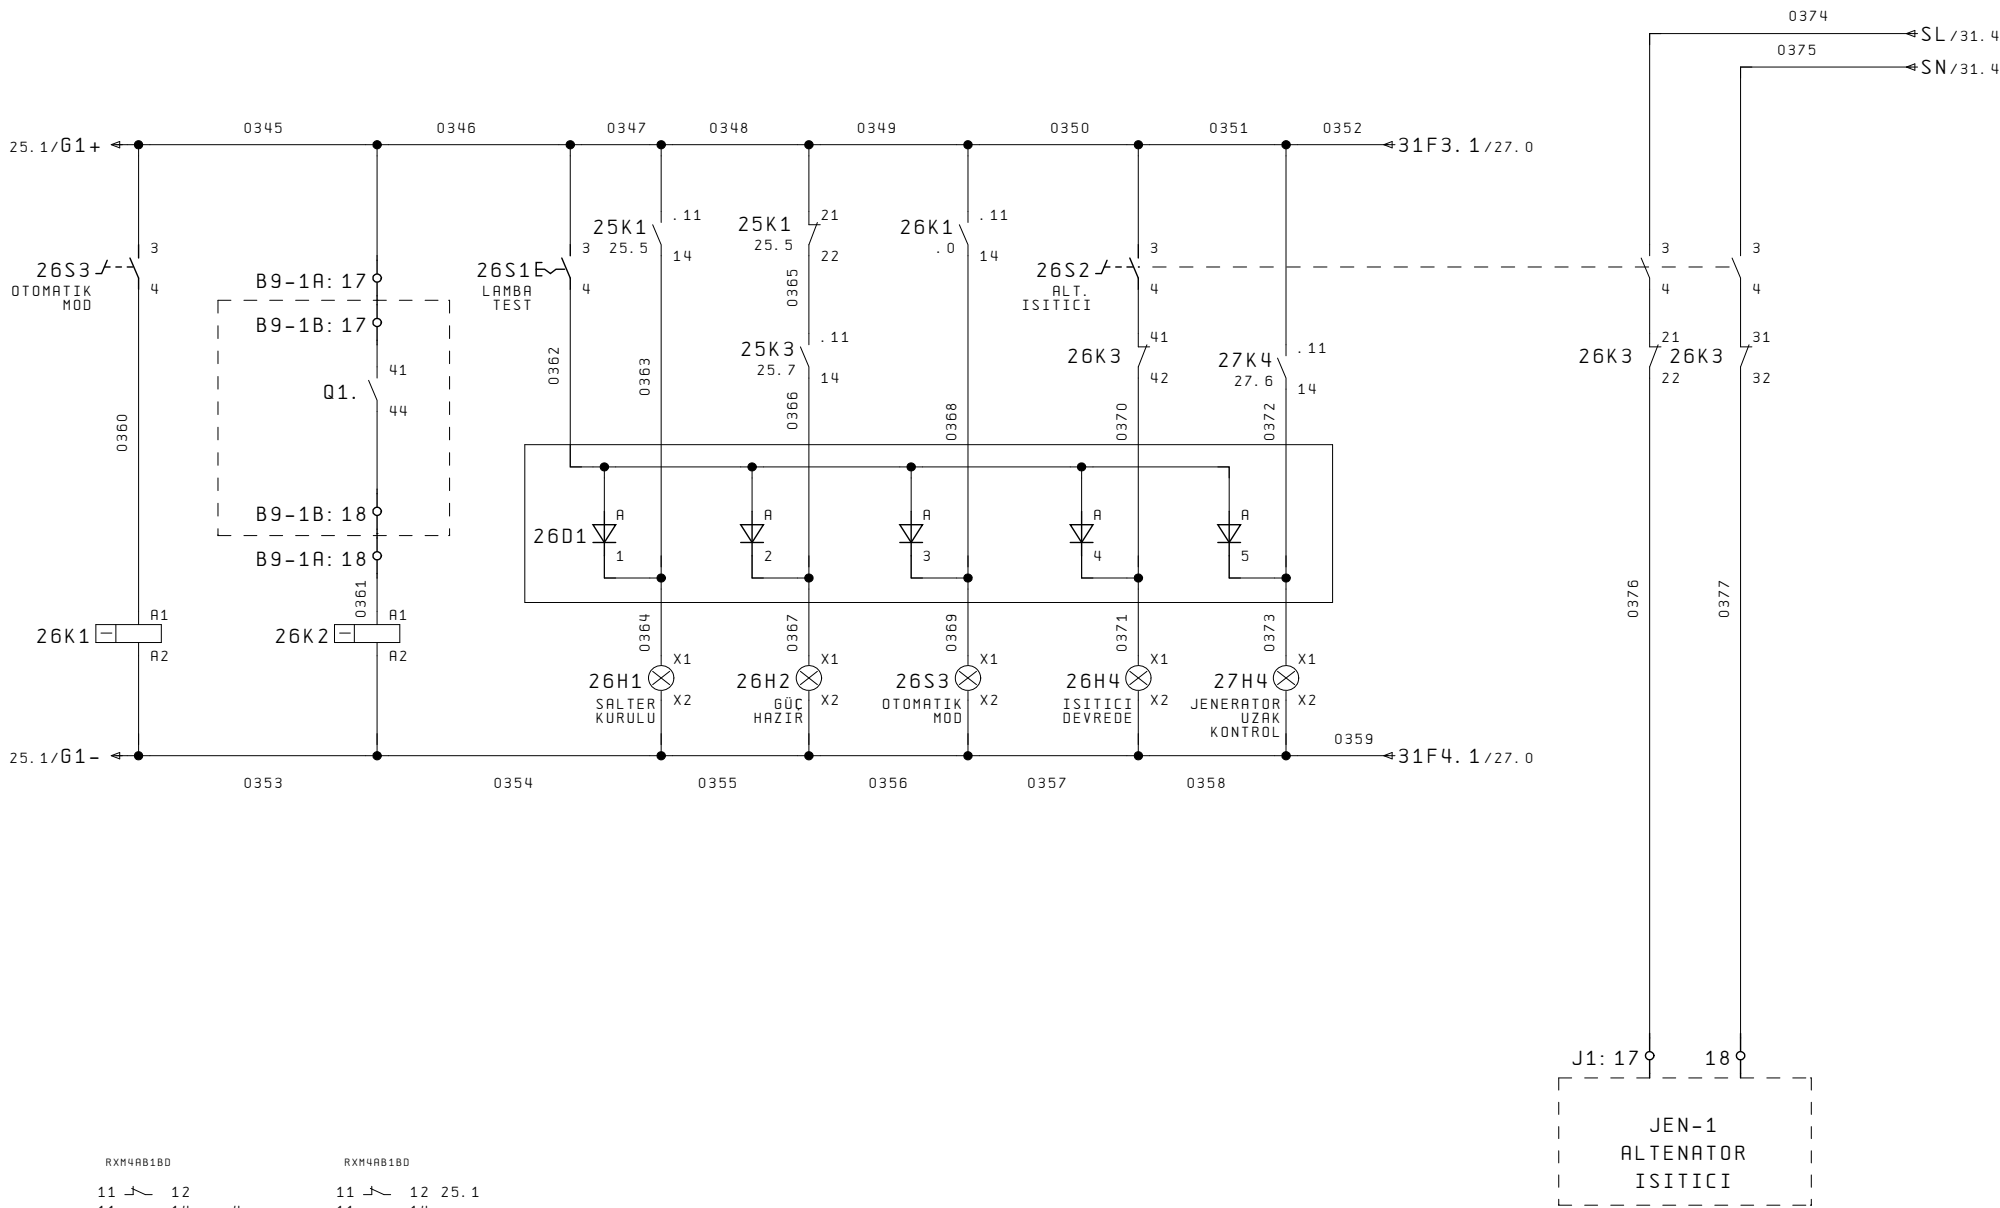 0374
SL/31.4
0375
SN/31.4
0345 0346 0347 0348 0349 0350 0351 0352
25.1/G1+ 31F3.1/27.0
26S3 3 4
OTOMATIK
MOD
B9-1A:17
B9-1B:17
Q1. 41 44
B9-1B:18
B9-1A:18
26S1 3 4
LAMBA
TEST
25K1 .11
25.5 14
25K1 21
25.5 22
25K3 .11
25.7 14
26K1 .11
.0 14
26S2 3 4
ALT.
ISITICI
26K3 41 42
27K4 .11
27.6 14
3 4
3 4
26K3 21 22
26K3 31 32
0360
0361
0362
0363
0365
0366
0368
0370
0372
0376
0377
26D1
A 1
A 2
A 3
A 4
A 5
0364
0367
0369
0371
0373
26K1 A1 A2
26K2 A1 A2
26H1 X1 X2
SALTER
KURULU
26H2 X1 X2
GÜÇ
HAZIR
26S3 X1 X2
OTOMATIK
MOD
26H4 X1 X2
ISITICI
DEVREDE
27H4 X1 X2
JENERATOR
UZAK
KONTROL
0359
25.1/G1- 31F4.1/27.0
0353 0354 0355 0356 0357 0358
J1:17 18
JEN-1
ALTENATOR
ISITICI
RXM4AB1BD RXM4AB1BD
11 12 11 12 25.1